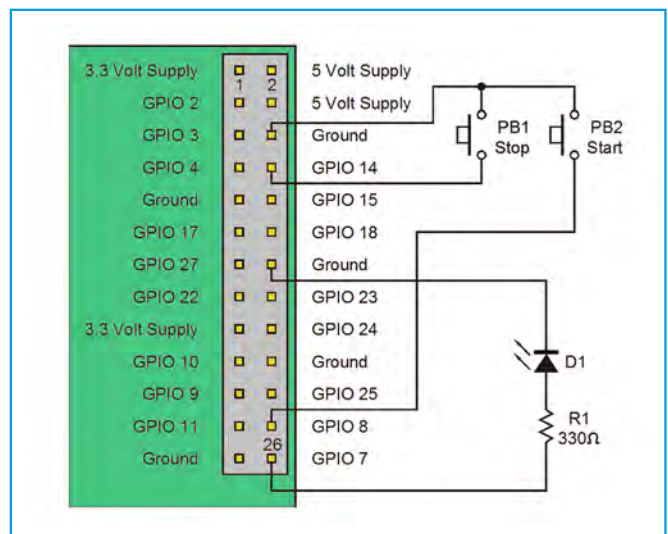 3.3 Volt Supply 1 2 5 Volt Supply
GPIO 2 5 Volt Supply
GPIO 3 Ground
GPIO 4 GPIO 14
Ground GPIO 15
GPIO 17 GPIO 18
GPIO 27 Ground
GPIO 22 GPIO 23
3.3 Volt Supply GPIO 24
GPIO 10 Ground
GPIO 9 GPIO 25
GPIO 11 GPIO 8
Ground 26 GPIO 7
PB1
Stop
PB2
Start
D1
R1
330Ω